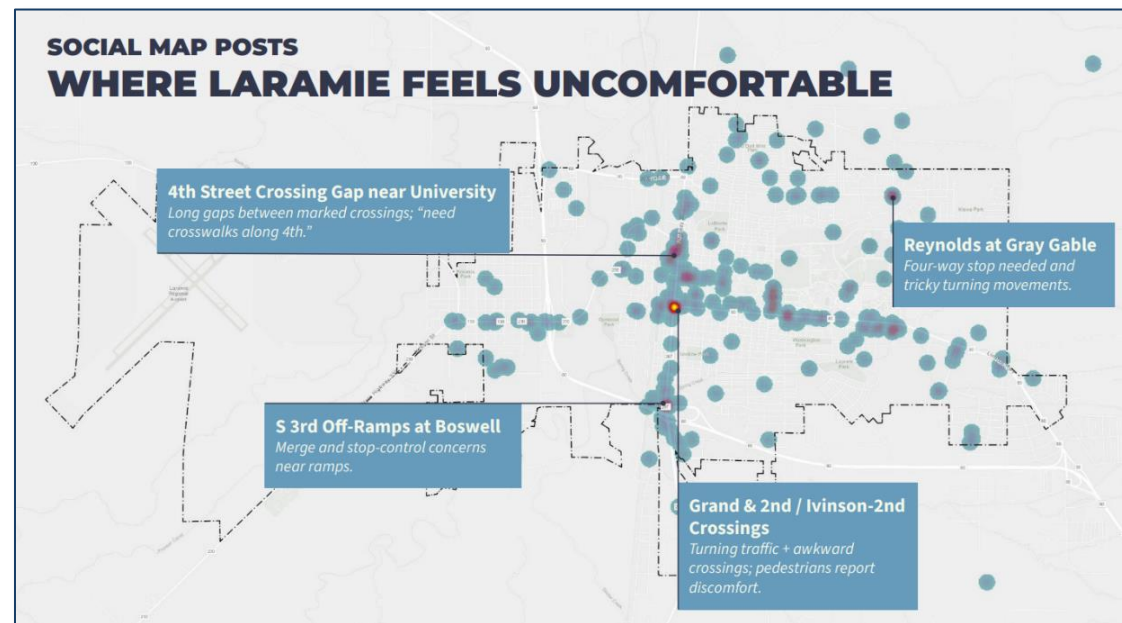 SOCIAL MAP POSTS
WHERE LARAMIE FEELS UNCOMFORTABLE
4th Street Crossing Gap near University
Long gaps between marked crossings; “need
crosswalks along 4th.”
Reynolds at Gray Gable
Four-way stop needed and
tricky turning movements.
S 3rd Off-Ramps at Boswell
Merge and stop-control concerns
near ramps.
Grand & 2nd / Ivinson-2nd
Crossings
Turning traffic + awkward
crossings; pedestrians report
discomfort.